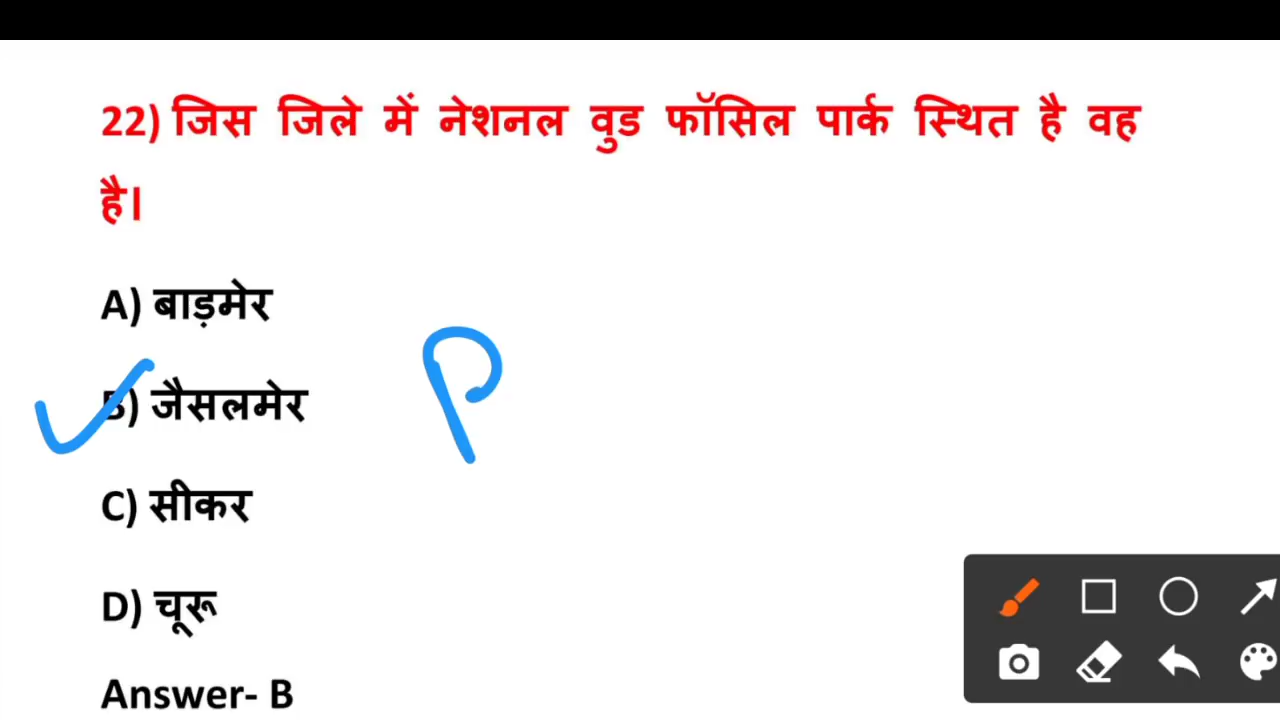 22) जिस जिले में नेशनल वुड फॉसिल पार्क स्थित है वह
है।
A) बाड़मेर
B) जैसलमेर
P
C) सीकर
D) चूरू
Answer- B